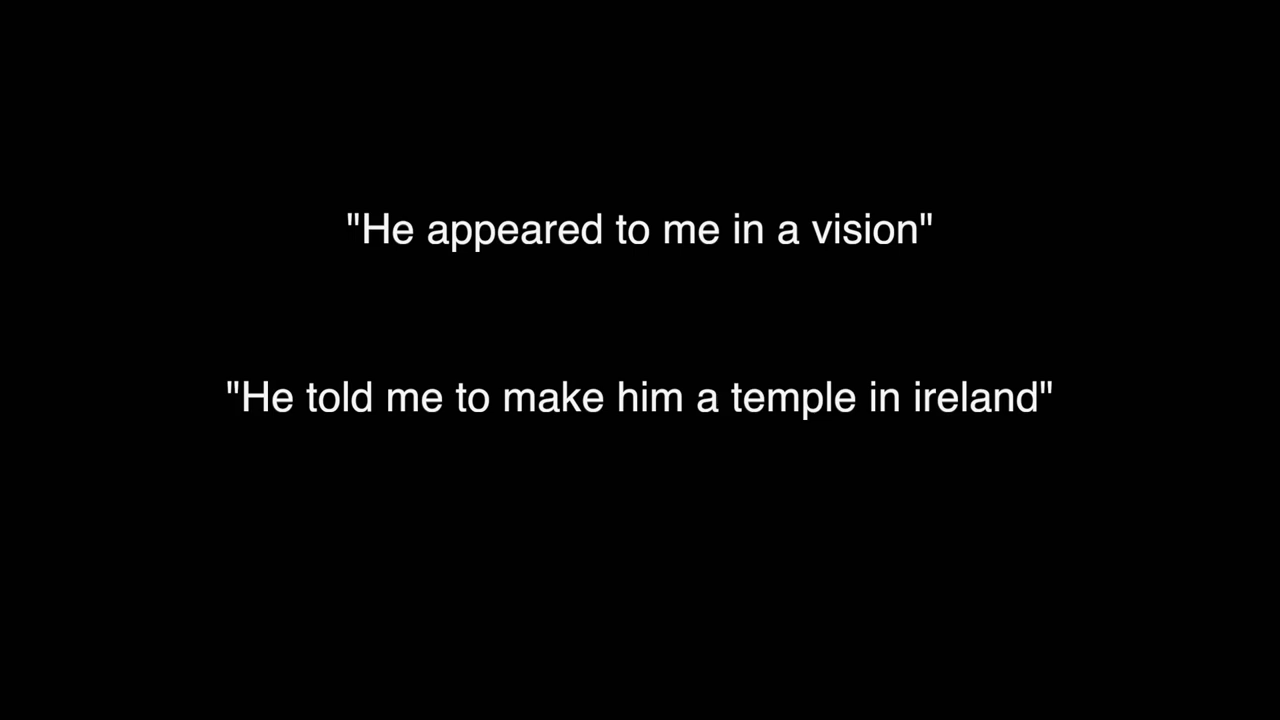 "He appeared to me in a vision"
"He told me to make him a temple in ireland"